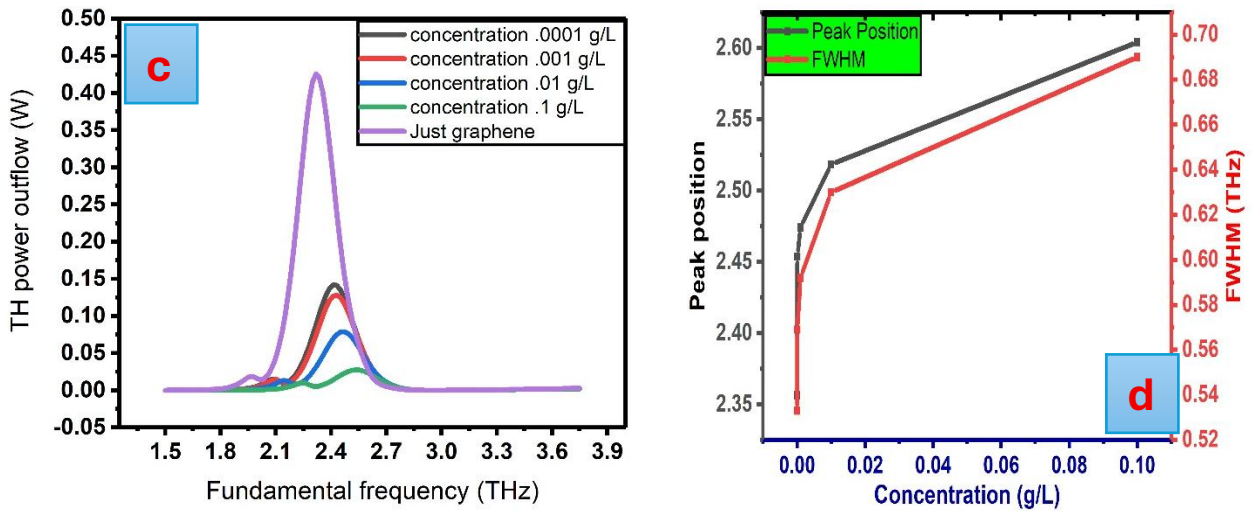 c
TH power outflow (W)
0.50
0.45
0.40
0.35
0.30
0.25
0.20
0.15
0.10
0.05
0.00
-0.05
concentration .0001 g/L
concentration .001 g/L
concentration .01 g/L
concentration .1 g/L
Just graphene
1.5 1.8 2.1 2.4 2.7 3.0 3.3 3.6 3.9
Fundamental frequency (THz)
d
Peak position
2.60
2.55
2.50
2.45
2.40
2.35
Peak Position
FWHM
0.70
0.68
0.66
0.64
0.62
0.60
0.58
0.56
0.54
0.52
FWHM (THz)
0.00 0.02 0.04 0.06 0.08 0.10
Concentration (g/L)